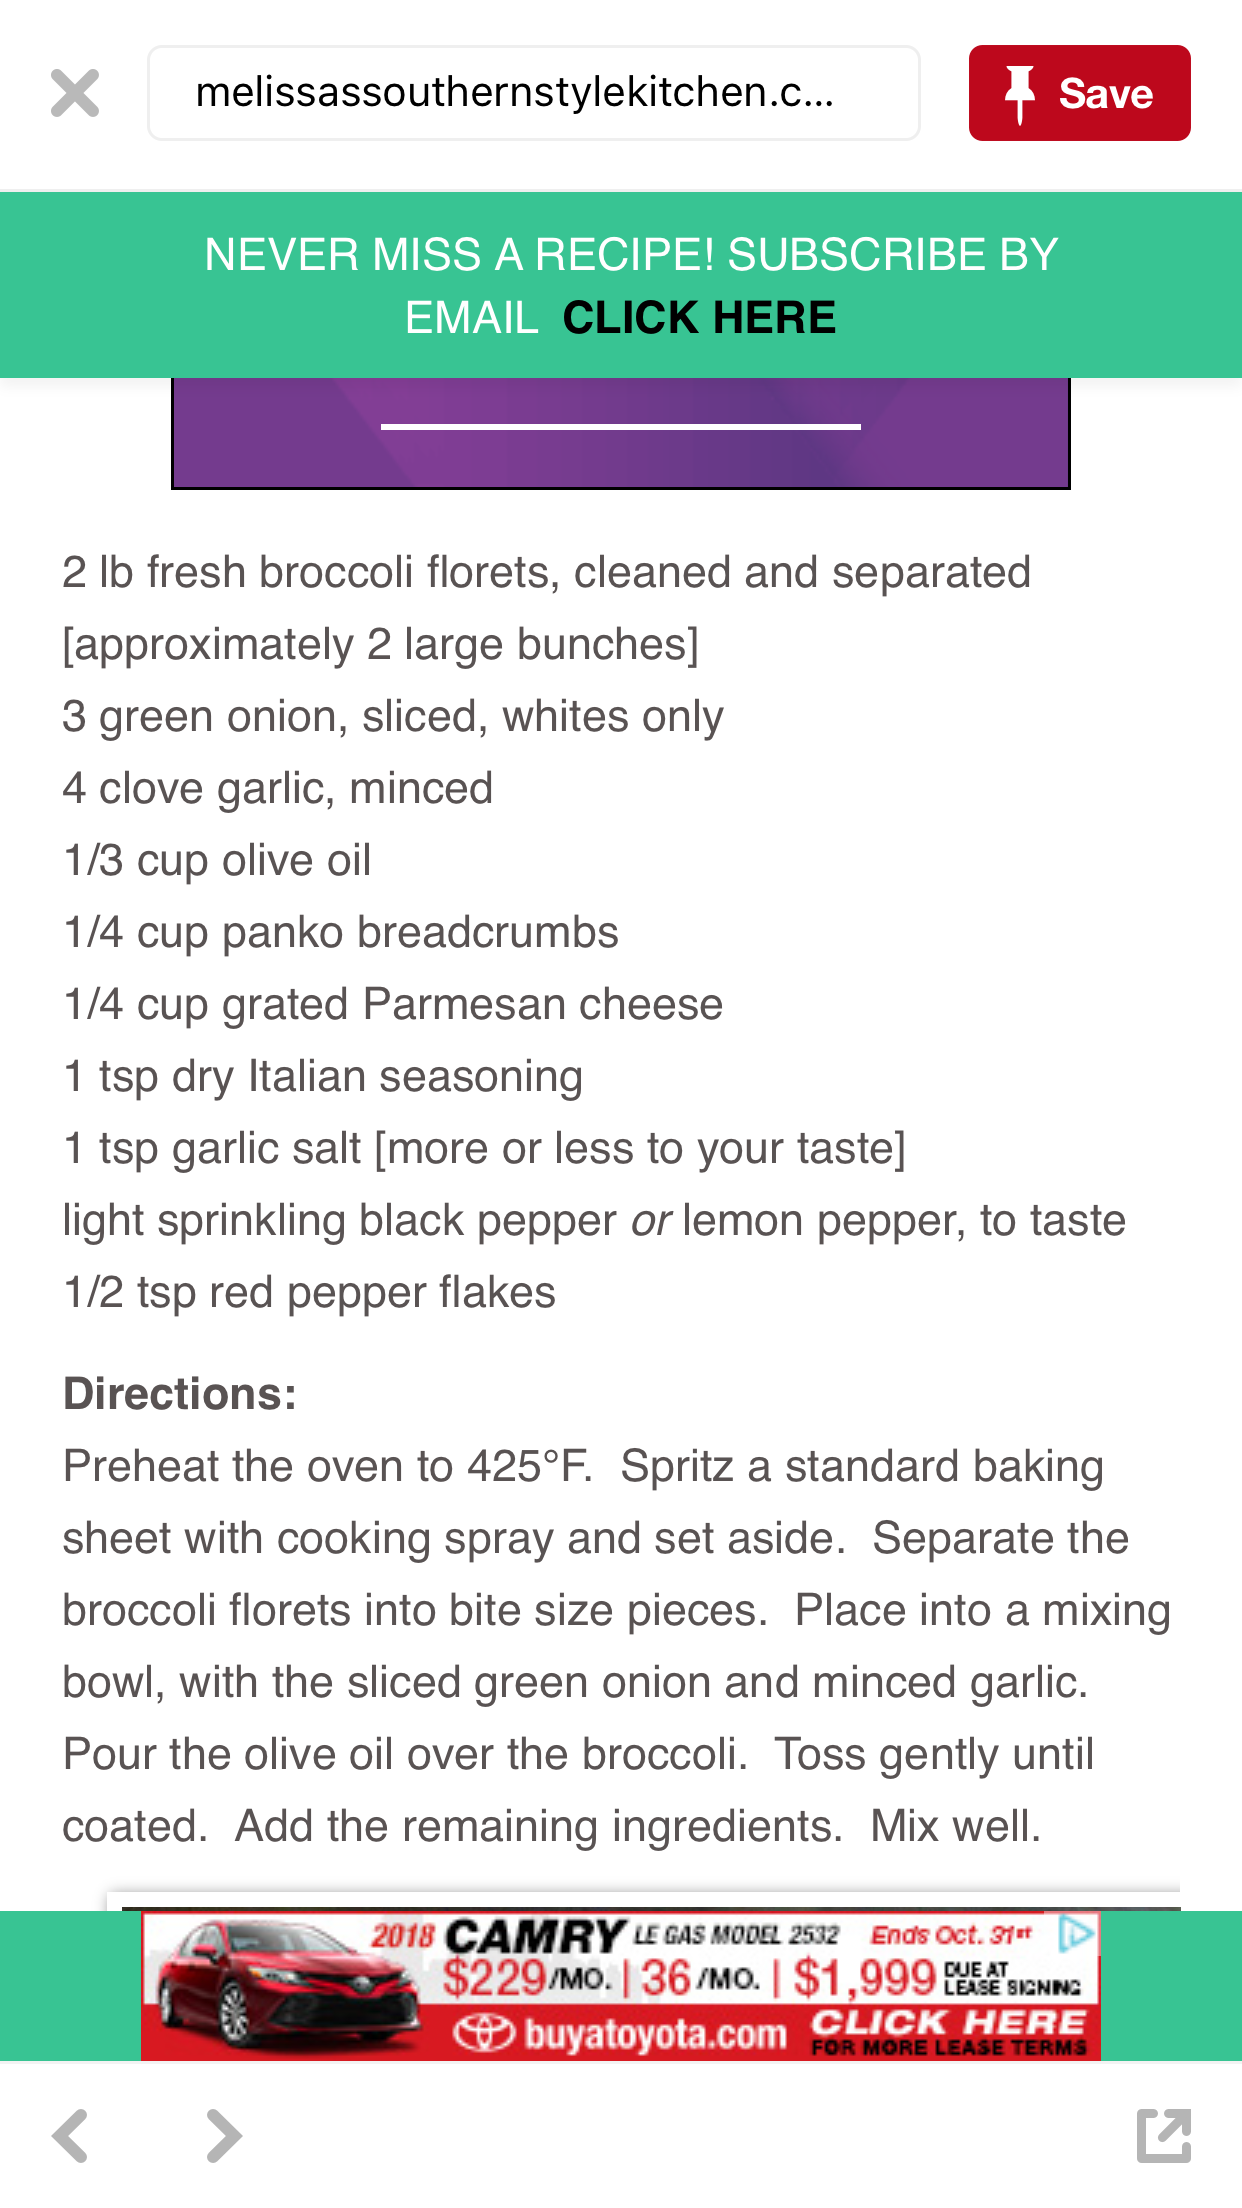 melissassouthernstylekitchen.c...
Save
NEVER MISS A RECIPE! SUBSCRIBE BY
EMAIL CLICK HERE
2 lb fresh broccoli florets, cleaned and separated
[approximately 2 large bunches]
3 green onion, sliced, whites only
4 clove garlic, minced
1/3 cup olive oil
1/4 cup panko breadcrumbs
1/4 cup grated Parmesan cheese
1 tsp dry Italian seasoning
1 tsp garlic salt [more or less to your taste]
light sprinkling black pepper or lemon pepper, to taste
1/2 tsp red pepper flakes
Directions:
Preheat the oven to 425°F.  Spritz a standard baking
sheet with cooking spray and set aside.  Separate the
broccoli florets into bite size pieces.  Place into a mixing
bowl, with the sliced green onion and minced garlic.
Pour the olive oil over the broccoli.  Toss gently until
coated.  Add the remaining ingredients.  Mix well.
2018 CAMRY LE GAS MODEL 2532 Ends Oct. 31st
$229/MO. | 36/MO. | $1,999 DUE AT LEASE SIGNING
buyatoyota.com CLICK HERE
FOR MORE LEASE TERMS